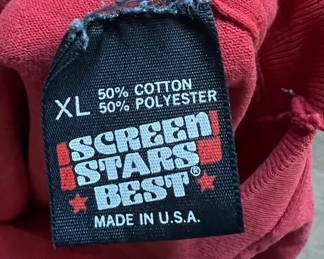 XL 50% COTTON
50% POLYESTER
SCREEN
STARS
BEST®
MADE IN U.S.A.